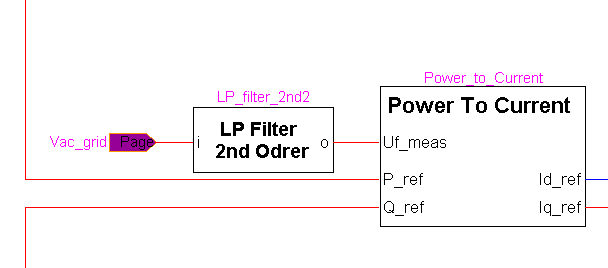 Power_to_Current
LP_filter_2nd2
Power To Current
LP Filter
2nd Odrer
Vac_grid
Page
i
o
Uf_meas
P_ref
Id_ref
Q_ref
Iq_ref